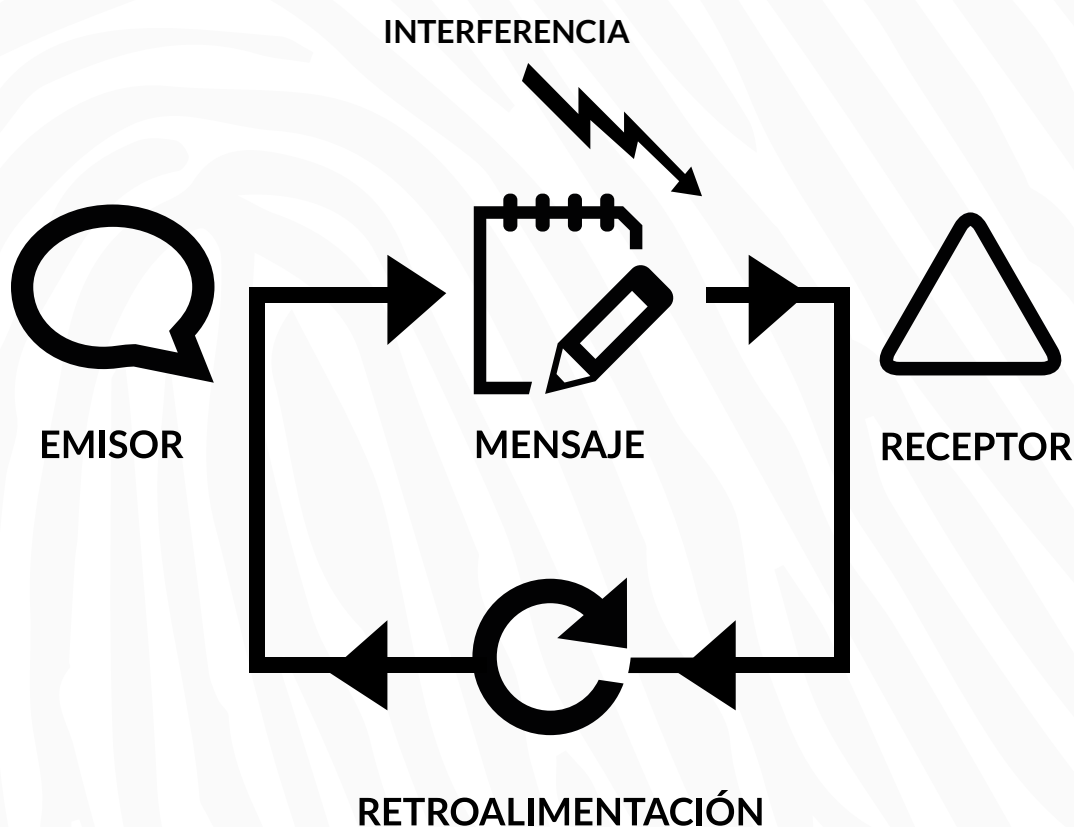 INTERFERENCIA
EMISOR
MENSAJE
RECEPTOR
RETROALIMENTACIÓN